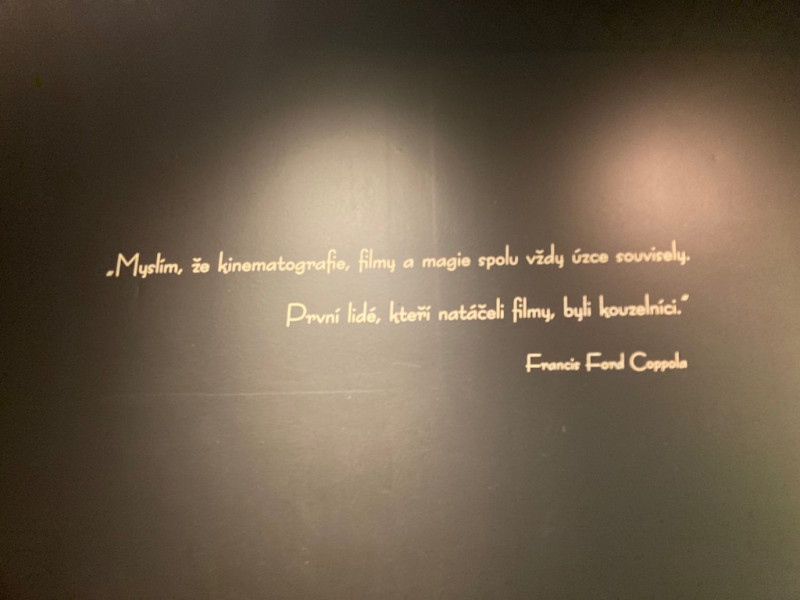 „Myslím, že kinematografie, filmy a magie spolu vždy úzce souvisely.
První lidé, kteří natáčeli filmy, byli kouzelníci.“
Francis Ford Coppola